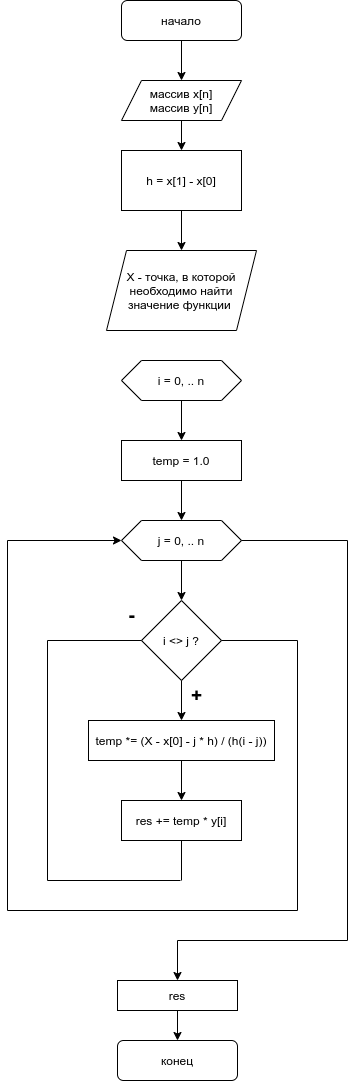 начало
массив x[n]
массив y[n]
h = x[1] - x[0]
X - точка, в которой
необходимо найти
значение функции
i = 0, .. n
temp = 1.0
j = 0, .. n
-
i <> j ?
+
temp *= (X - x[0] - j * h) / (h(i - j))
res += temp * y[i]
res
конец